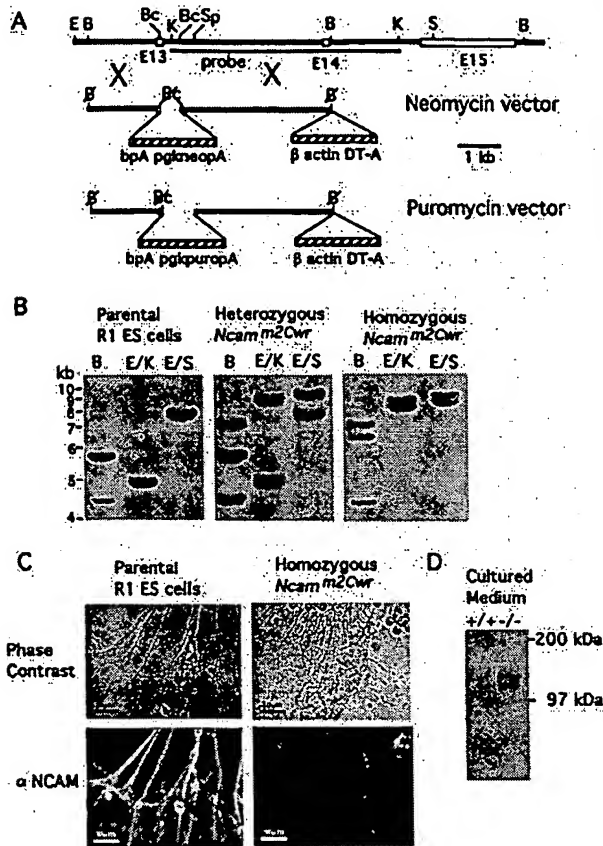 A
E B Bc K Bc Sp B K S B
E13 probe E14 E15
B Bc B Neomycin vector
bpA pgkneopA β actin DT-A 1 kb
B Bc B Puromycin vector
bpA pgkpuropA β actin DT-A
B
Parental Heterozygous Homozygous
R1 ES cells Ncam m2Cwr Ncam m2Cwr
kb B E/K E/S B E/K E/S B E/K E/S
10
9
8
7
6
5
4
C D
Parental Homozygous Cultured
R1 ES cells Ncam m2Cwr Medium
+/+ -/-
200 kDa
Phase
Contrast
97 kDa
α NCAM